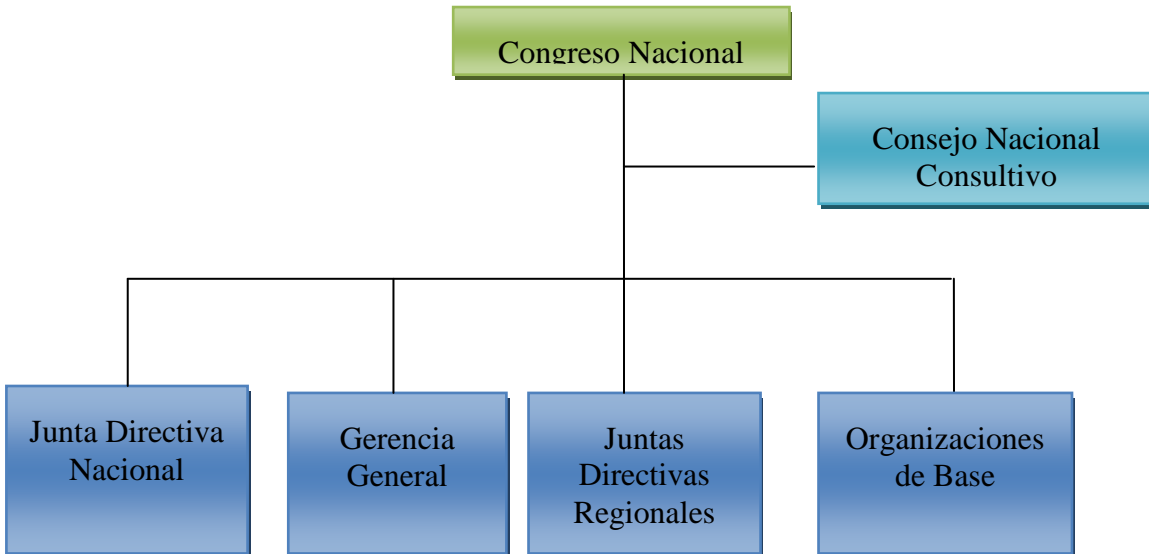 Congreso Nacional
Consejo Nacional
Consultivo
Junta Directiva
Nacional
Gerencia
General
Juntas
Directivas
Regionales
Organizaciones
de Base